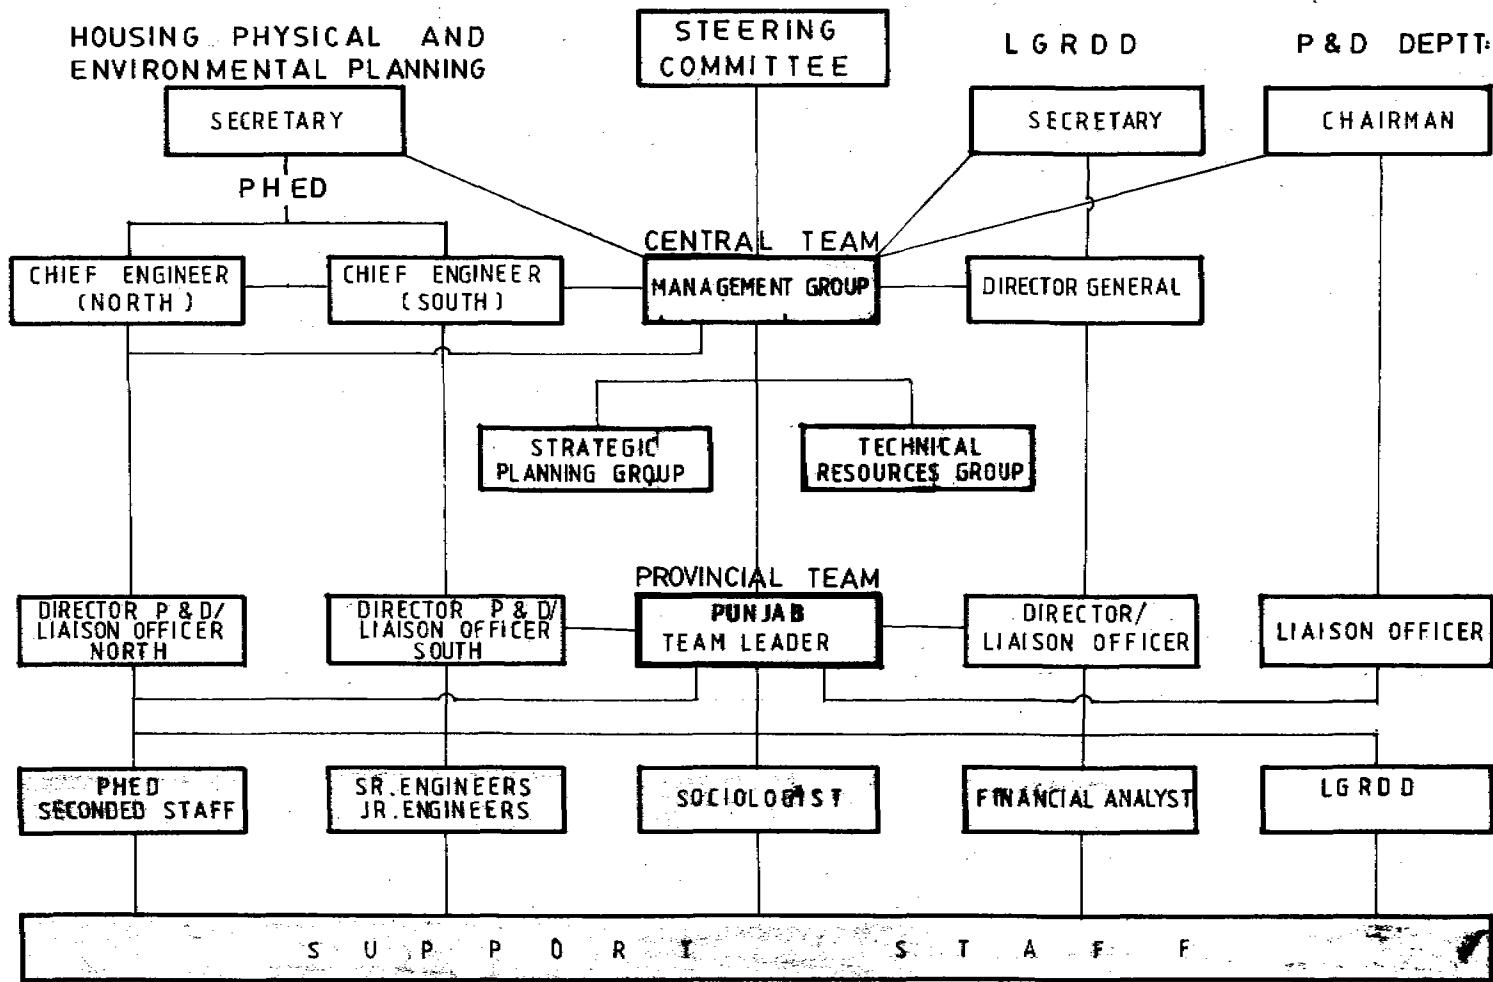 HOUSING PHYSICAL AND
ENVIRONMENTAL PLANNING
STEERING
COMMITTEE
LGRDD
P&D DEPTT:
SECRETARY
SECRETARY
CHAIRMAN
PHED
CENTRAL TEAM
CHIEF ENGINEER
(NORTH)
CHIEF ENGINEER
(SOUTH)
MANAGEMENT GROUP
DIRECTOR GENERAL
STRATEGIC
PLANNING GROUP
TECHNICAL
RESOURCES GROUP
PROVINCIAL TEAM
DIRECTOR P & D/
LIAISON OFFICER
NORTH
DIRECTOR P & D/
LIAISON OFFICER
SOUTH
PUNJAB
TEAM LEADER
DIRECTOR/
LIAISON OFFICER
LIAISON OFFICER
PHED
SECONDED STAFF
SR.ENGINEERS
JR.ENGINEERS
SOCIOLOGIST
FINANCIAL ANALYST
LGRDD
SUPPORT STAFF